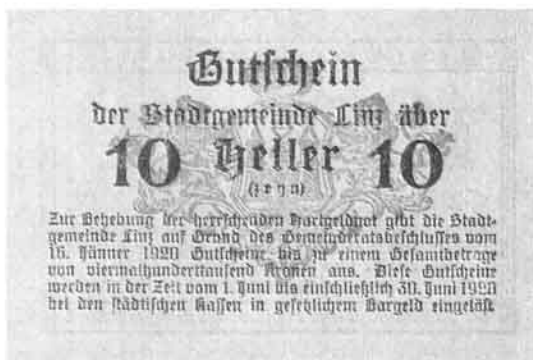 Gutschein
der Stadtgemeinde Linz über
10 Heller 10
(zehn)
Zur Behebung der herrschenden Hartgeldnot gibt die Stadt-
gemeinde Linz auf Grund des Gemeinderatsbeschlusses vom
16. Jänner 1920 Gutscheine bis zu einem Gesamtbetrage
von viermalhunderttausend Kronen aus. Diese Gutscheine
werden in der Zeit vom 1. Juni bis einschließlich 30. Juni 1920
bei den städtischen Kassen in gesetzlichem Bargeld eingelöst